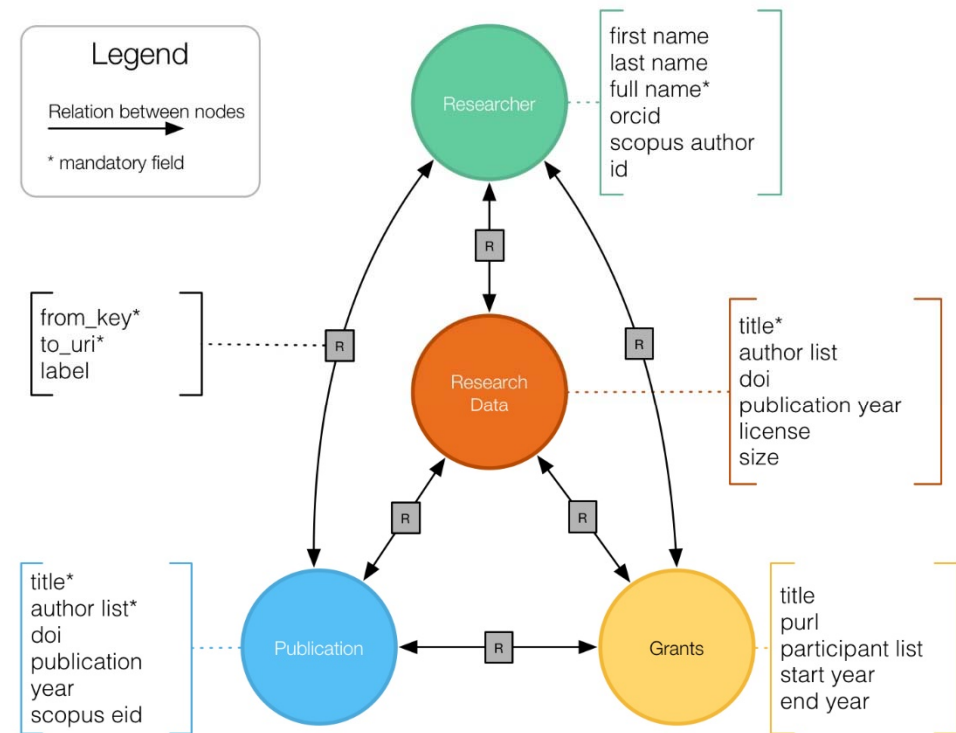 Legend
Relation between nodes
* mandatory field
Researcher
first name
last name
full name*
orcid
scopus author
id
R
R
R
from_key*
to_uri*
label
Research
Data
title*
author list
doi
publication year
license
size
R
R
title*
author list*
doi
publication
year
scopus eid
Publication
R
Grants
title
purl
participant list
start year
end year